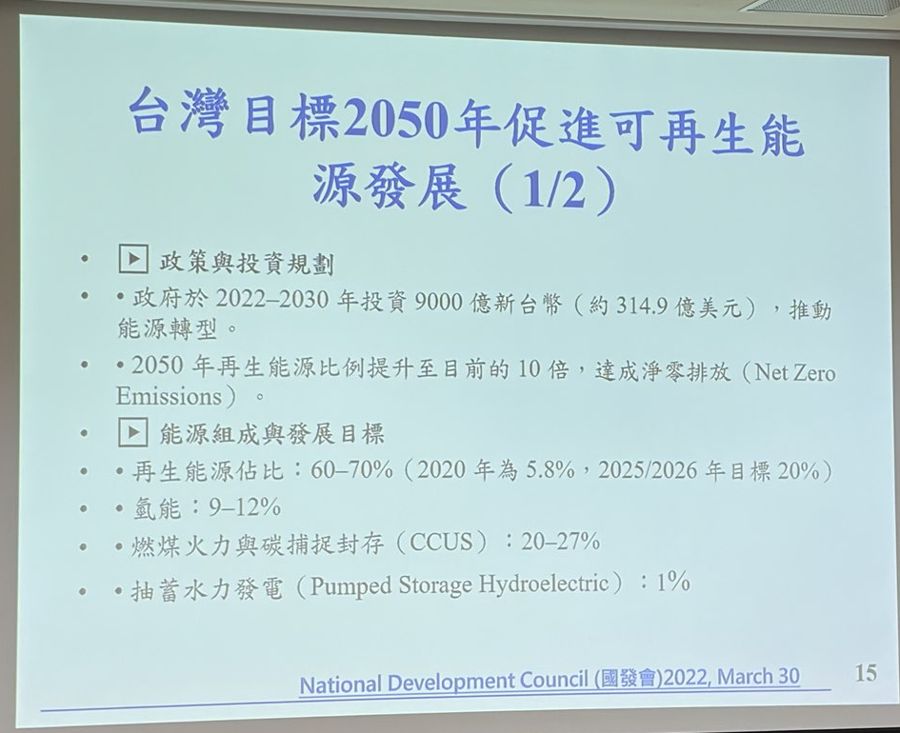 台灣目標2050年促進可再生能
源發展（1/2）
• ▶ 政策與投資規劃
• • 政府於 2022–2030 年投資 9000 億新台幣（約 314.9 億美元），推動
能源轉型。
• • 2050 年再生能源比例提升至目前的 10 倍，達成淨零排放（Net Zero
Emissions）。
• ▶ 能源組成與發展目標
• • 再生能源佔比：60–70%（2020 年為 5.8%，2025/2026 年目標 20%）
• • 氫能：9–12%
• • 燃煤火力與碳捕捉封存（CCUS）：20–27%
• • 抽蓄水力發電（Pumped Storage Hydroelectric）：1%
National Development Council (國發會)2022, March 30
15